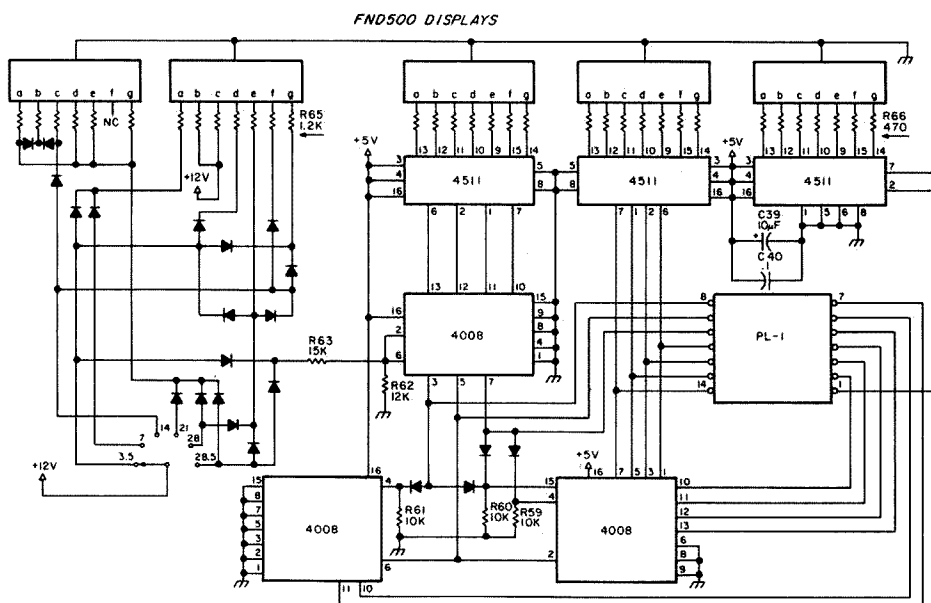 FND500 DISPLAYS
a b c d e f g
a b c d e f g
a b c d e f g
a b c d e f g
a b c d e f g
NC
R65
1.2K
R66
470
+5V
+5V
13 12 11 10 9 15 14
13 12 11 10 9 15 14
13 12 11 10 9 15 14
3
4
16
4511
5
8
5
8
4511
3
4
16
3
4
16
4511
7
2
+12V
6 2 1 7
7 1 2 6
1 5 6 8
C39
10µF
+
C40
.1
13 12 11 10
16
2
6
4008
15
9
8
4
1
3 5 7
8
14
PL-1
7
1
R63
15K
R62
12K
14
21
7
28
3.5
28.5
+12V
+5V
16
4
15
8
7
5
3
2
1
4008
6
11 10
R61
10K
R60
10K
R59
10K
16 7 5 3 1
15
4
2
4008
10
11
12
13
6
8
9